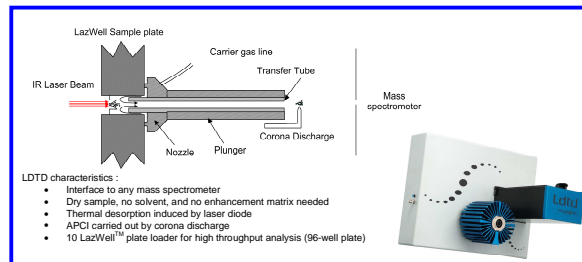 LazWell Sample plate
Carrier gas line
Transfer Tube
IR Laser Beam
Mass
spectrometer
Corona Discharge
Nozzle
Plunger
LDTD characteristics :
• Interface to any mass spectrometer
• Dry sample, no solvent, and no enhancement matrix needed
• Thermal desorption induced by laser diode
• APCI carried out by corona discharge
• 10 LazWell™ plate loader for high throughput analysis (96-well plate)
Ldtd